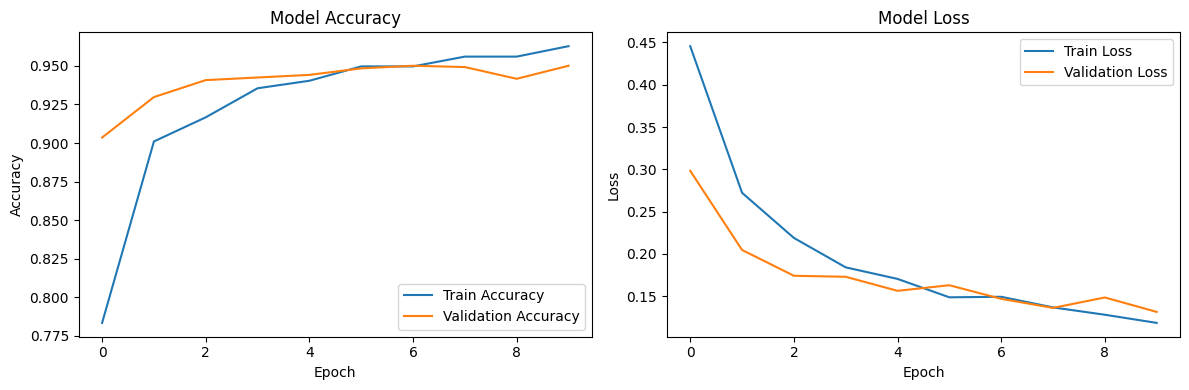 Model Accuracy
0.950
0.925
0.900
0.875
0.850
0.825
0.800
0.775
Accuracy
Train Accuracy
Validation Accuracy
0 2 4 6 8
Epoch
Model Loss
0.45
0.40
0.35
0.30
0.25
0.20
0.15
Loss
Train Loss
Validation Loss
0 2 4 6 8
Epoch